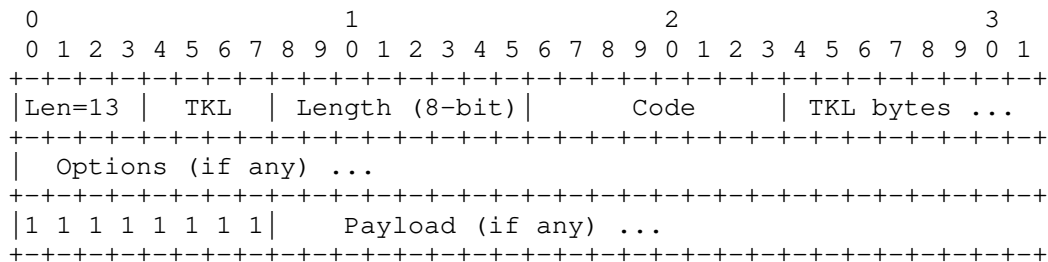 0                   1                   2                   3
0 1 2 3 4 5 6 7 8 9 0 1 2 3 4 5 6 7 8 9 0 1 2 3 4 5 6 7 8 9 0 1
+-+-+-+-+-+-+-+-+-+-+-+-+-+-+-+-+-+-+-+-+-+-+-+-+-+-+-+-+-+-+-+-+
|Len=13 |  TKL  | Length (8-bit)|      Code     | TKL bytes ...
+-+-+-+-+-+-+-+-+-+-+-+-+-+-+-+-+-+-+-+-+-+-+-+-+-+-+-+-+-+-+-+-+
|  Options (if any) ...
+-+-+-+-+-+-+-+-+-+-+-+-+-+-+-+-+-+-+-+-+-+-+-+-+-+-+-+-+-+-+-+-+
|1 1 1 1 1 1 1 1|    Payload (if any) ...
+-+-+-+-+-+-+-+-+-+-+-+-+-+-+-+-+-+-+-+-+-+-+-+-+-+-+-+-+-+-+-+-+